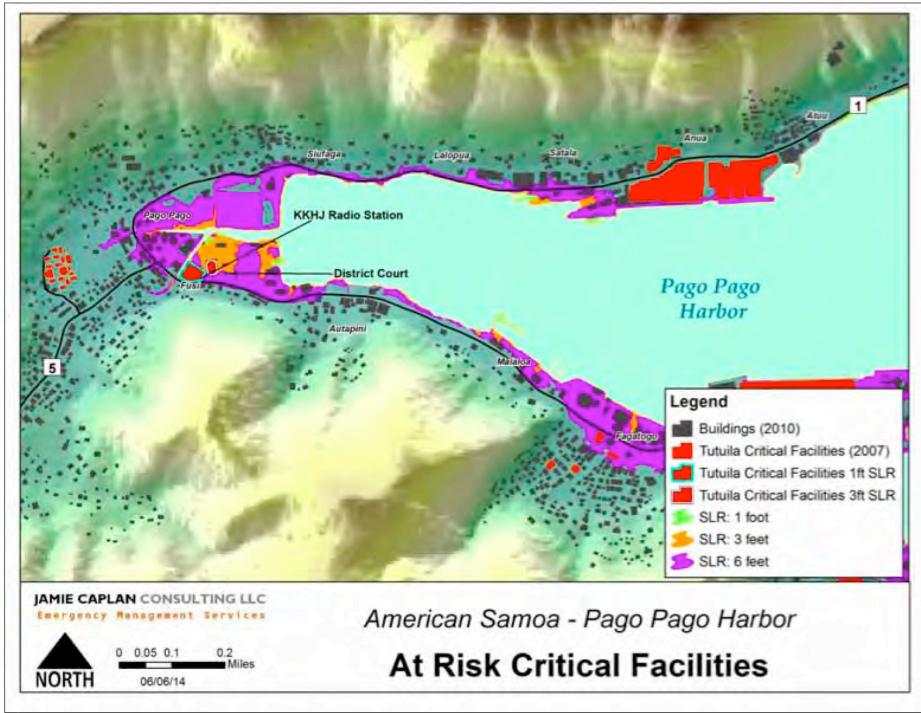 Anua
Atuu
1
Siufaga
Lalopua
Satala
Pago Pago
KKHJ Radio Station
District Court
Fusi
Pago Pago
Harbor
Autapini
5
Malaloa
Fagatogo
Legend
Buildings (2010)
Tutuila Critical Facilities (2007)
Tutuila Critical Facilities 1ft SLR
Tutuila Critical Facilities 3ft SLR
SLR: 1 foot
SLR: 3 feet
SLR: 6 feet
JAMIE CAPLAN CONSULTING LLC
Emergency Management Services
American Samoa - Pago Pago Harbor
At Risk Critical Facilities
NORTH
0 0.05 0.1 0.2
Miles
06/06/14